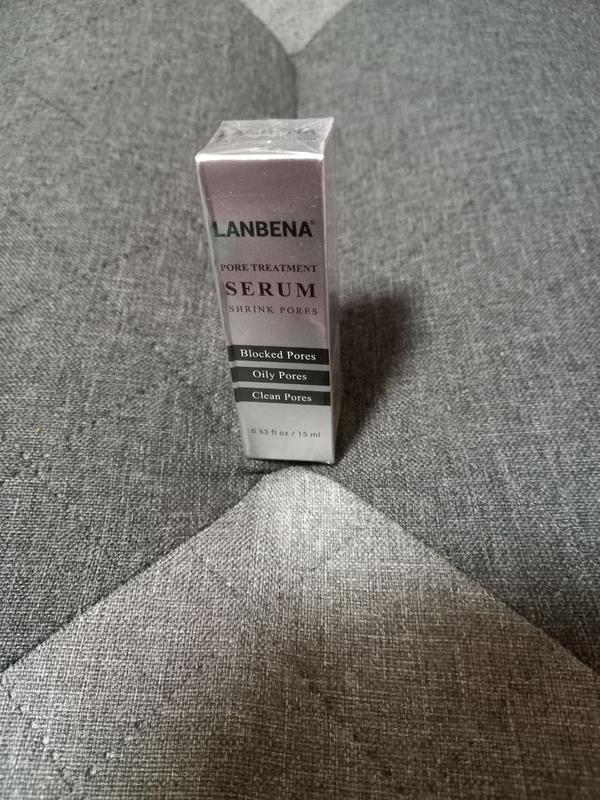 LANBENA®
PORE TREATMENT
SERUM
SHRINK PORES
Blocked Pores
Oily Pores
Clean Pores
0.53 fl oz / 15 ml